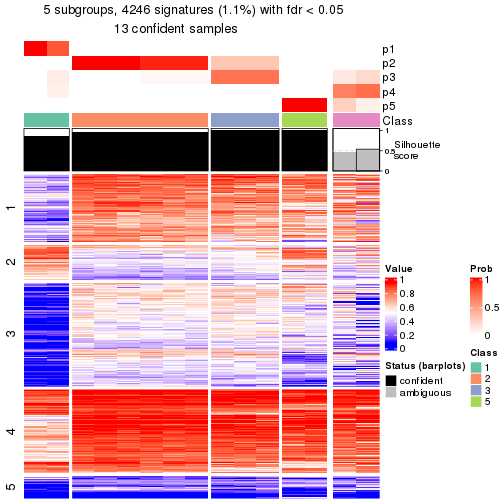 5 subgroups, 4246 signatures (1.1%) with fdr < 0.05
13 confident samples
p1
p2
p3
p4
p5
Class
1
0.5
0
Silhouette
score
1
2
3
4
5
Value
1
0.8
0.6
0.4
0.2
0
Prob
1
0.5
0
Status (barplots)
confident
ambiguous
Class
1
2
3
5